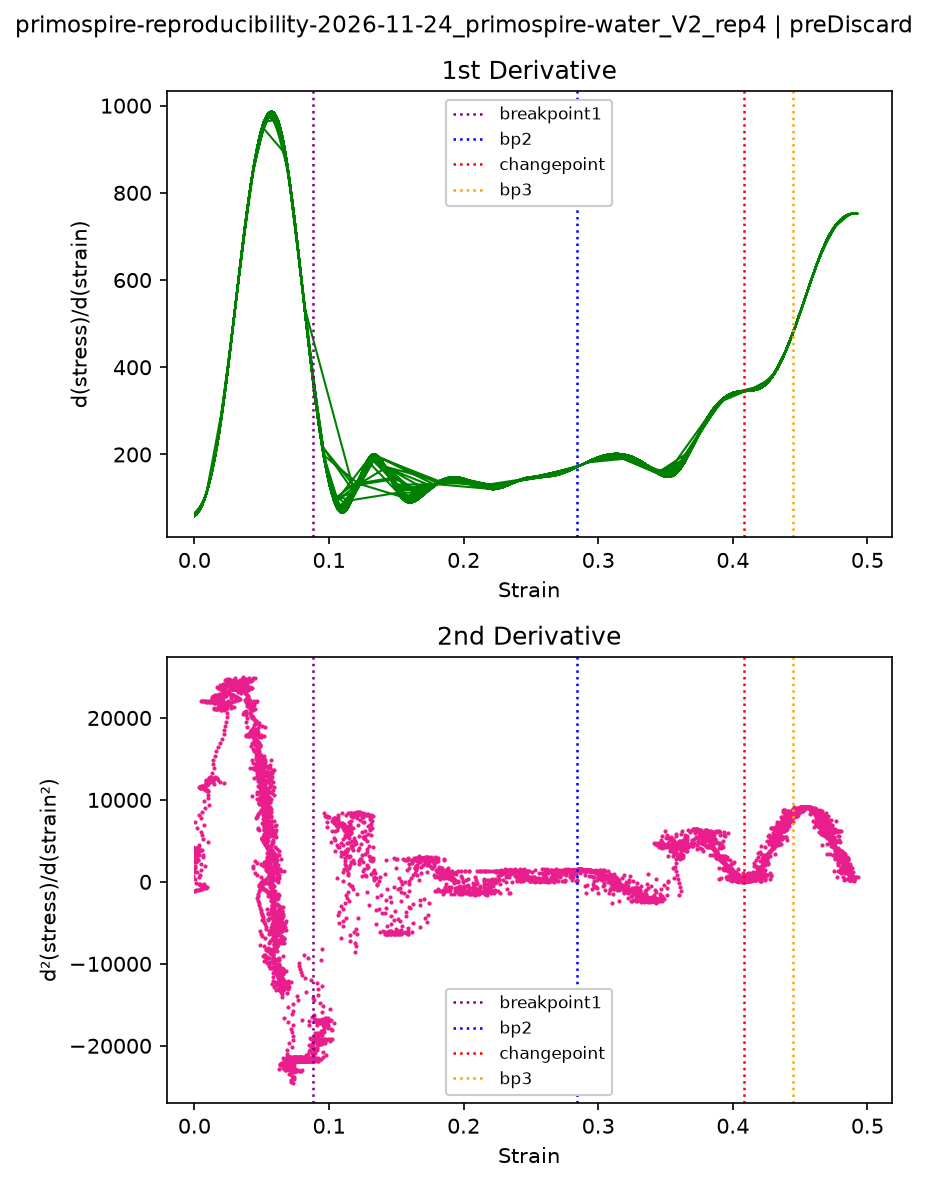 primospire-reproducibility-2026-11-24_primospire-water_V2_rep4 | preDiscard
1st Derivative
d(stress)/d(strain)
1000
800
600
400
200
breakpoint1
bp2
changepoint
bp3
0.0 0.1 0.2 0.3 0.4 0.5
Strain
2nd Derivative
d²(stress)/d(strain²)
20000
10000
0
−10000
−20000
breakpoint1
bp2
changepoint
bp3
0.0 0.1 0.2 0.3 0.4 0.5
Strain